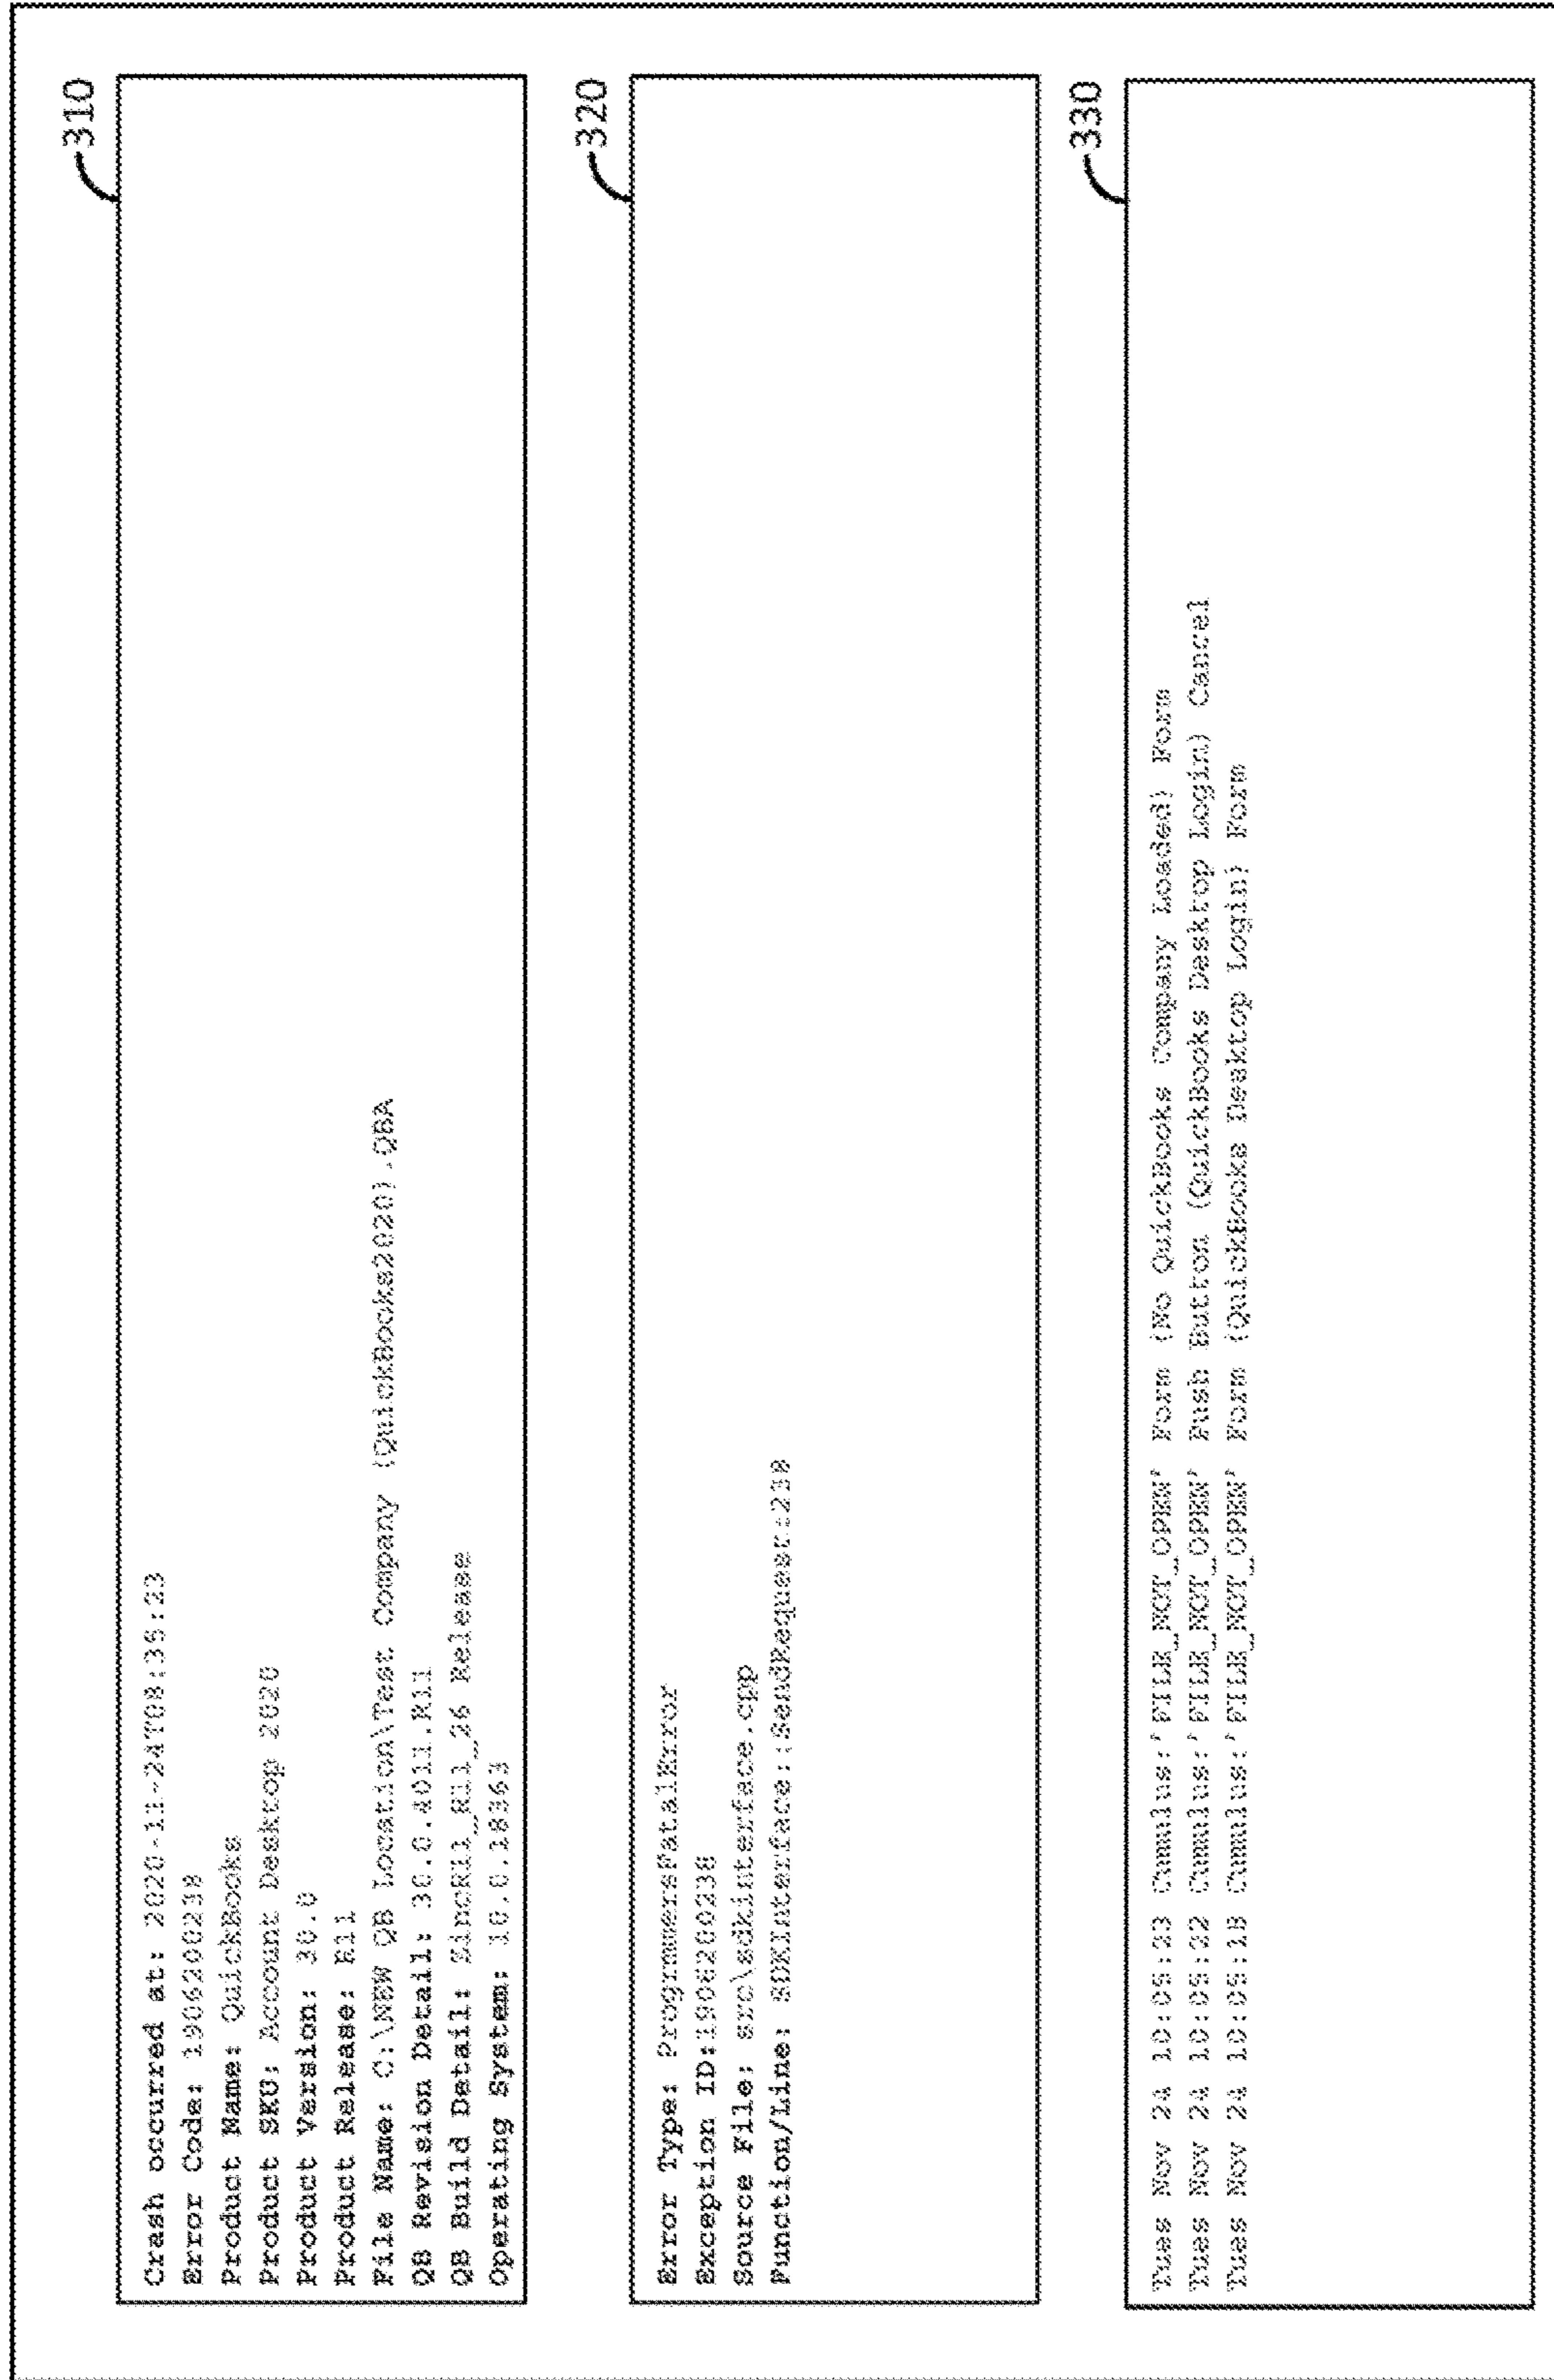 310
Crash occurred at: 2020-11-24T08:35:23
Error Code: 1906200238
Product Name: QuickBooks
Product SKU: Account Desktop 2020
Product Version: 30.0
Product Release: R11
File Name: C:\NEW QB Location\Test Company (QuickBooks2020).QBA
QB Revision Detail: 30.0.4011.R11
QB Build Detail: ZincR11_R11_26 Release
Operating System: 10.0.18363
320
Error Type: ProgrmmersFatalError
Exception ID:1906200238
Source File: src\sdkinterface.cpp
Function/Line: SDKInterface::SendRequest:238
330
Tues Nov 24 10:05:23 Cumulus:'FILE_NOT_OPEN' Form (No QuickBooks Company Loaded) Form
Tues Nov 24 10:05:22 Cumulus:'FILE_NOT_OPEN' Push Button (QuickBooks Desktop Login) Cancel
Tues Nov 24 10:05:18 Cumulus:'FILE_NOT_OPEN' Form (QuickBooks Desktop Login) Form